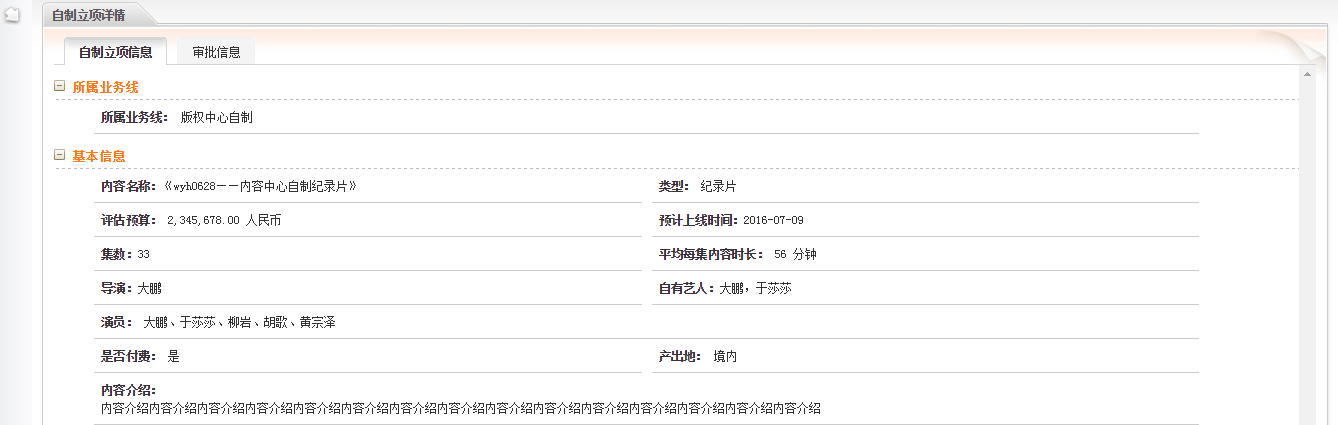 自制立项详情
自制立项信息 审批信息
所属业务线
所属业务线： 版权中心自制
基本信息
内容名称：《wyh0628——内容中心自制纪录片》 类型： 纪录片
评估预算： 2,345,678.00 人民币 预计上线时间：2016-07-09
集数：33 平均每集内容时长： 56 分钟
导演：大鹏 自有艺人：大鹏，于莎莎
演员： 大鹏、于莎莎、柳岩、胡歌、黄宗泽
是否付费： 是 产出地： 境内
内容介绍：
内容介绍内容介绍内容介绍内容介绍内容介绍内容介绍内容介绍内容介绍内容介绍内容介绍内容介绍内容介绍内容介绍内容介绍内容介绍